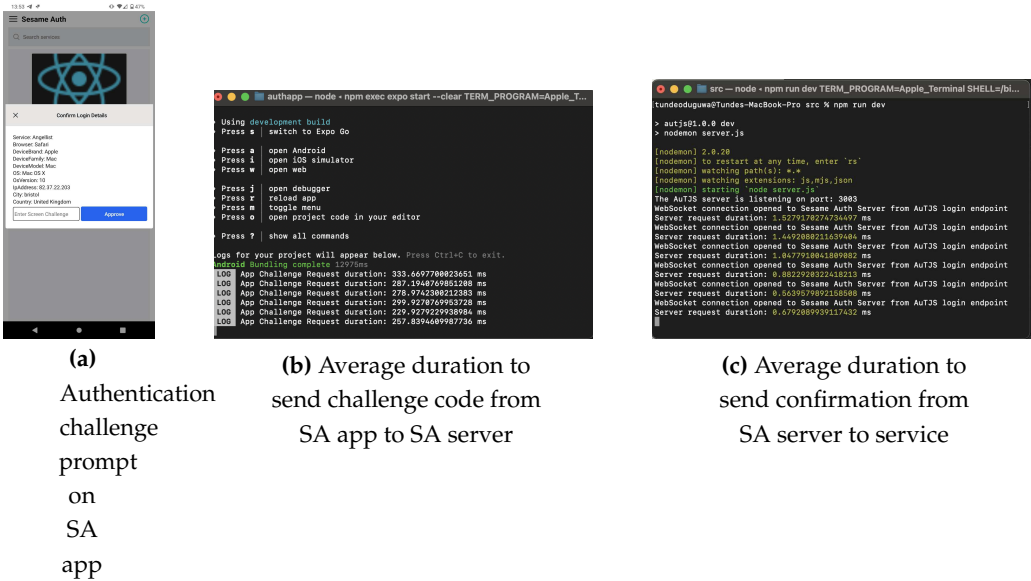 13:53
47%
Sesame Auth
Search services
Confirm Login Details
Service: Angellist
Browser: Safari
DeviceBrand: Apple
DeviceFamily: Mac
DeviceModel: Mac
OS: Mac OS X
OsVersion: 10
IpAddress: 82.37.22.203
City: bristol
Country: United Kingdom
Enter Screen Challenge
Approve
(a)
Authentication
challenge
prompt
on
SA
app
authapp — node ◂ npm exec expo start --clear TERM_PROGRAM=Apple_T...
› Using development build
› Press s │ switch to Expo Go
› Press a │ open Android
› Press i │ open iOS simulator
› Press w │ open web
› Press j │ open debugger
› Press r │ reload app
› Press m │ toggle menu
› Press o │ open project code in your editor
› Press ? │ show all commands
Logs for your project will appear below. Press Ctrl+C to exit.
Android Bundling complete 12975ms
LOG App Challenge Request duration: 333.6697700023651 ms
LOG App Challenge Request duration: 287.1940769851208 ms
LOG App Challenge Request duration: 278.9742300212383 ms
LOG App Challenge Request duration: 299.9270769953728 ms
LOG App Challenge Request duration: 229.9279229938984 ms
LOG App Challenge Request duration: 257.8394609987736 ms
(b) Average duration to
send challenge code from
SA app to SA server
src — node ◂ npm run dev TERM_PROGRAM=Apple_Terminal SHELL=/bi...
tundeoduguwa@Tundes-MacBook-Pro src % npm run dev
> autjs@1.0.0 dev
> nodemon server.js
[nodemon] 2.0.20
[nodemon] to restart at any time, enter `rs`
[nodemon] watching path(s): *.*
[nodemon] watching extensions: js,mjs,json
[nodemon] starting `node server.js`
The AuTJS server is listening on port: 3003
WebSocket connection opened to Sesame Auth Server from AuTJS login endpoint
Server request duration: 1.5279170274734497 ms
WebSocket connection opened to Sesame Auth Server from AuTJS login endpoint
Server request duration: 1.4492080211639404 ms
WebSocket connection opened to Sesame Auth Server from AuTJS login endpoint
Server request duration: 1.0477910041809082 ms
WebSocket connection opened to Sesame Auth Server from AuTJS login endpoint
Server request duration: 0.8822920322418213 ms
WebSocket connection opened to Sesame Auth Server from AuTJS login endpoint
Server request duration: 0.5639579892158508 ms
WebSocket connection opened to Sesame Auth Server from AuTJS login endpoint
Server request duration: 0.6792089939117432 ms
(c) Average duration to
send confirmation from
SA server to service